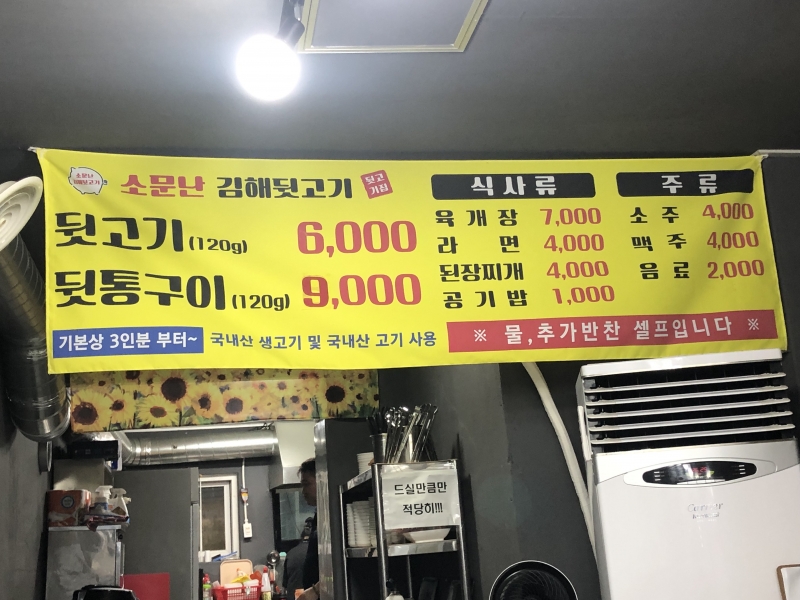 소문난 김해뒷고기 뒷고기집
뒷고기(120g) 6,000
뒷통구이(120g) 9,000
기본상 3인분 부터~ 국내산 생고기 및 국내산 고기 사용
식사류
육개장 7,000
라 면 4,000
된장찌개 4,000
공기밥 1,000
주류
소주 4,000
맥주 4,000
음료 2,000
※ 물,추가반찬 셀프입니다 ※
드실만큼만
적당히!!!
Carrier